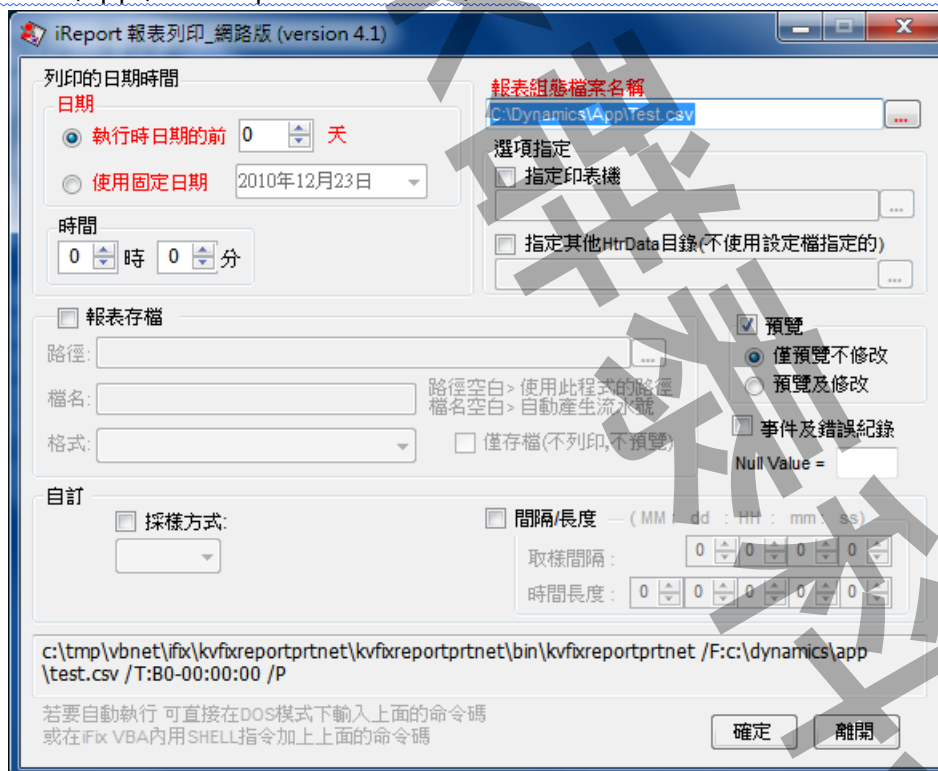 iReport 報表列印_網路版 (version 4.1)
列印的日期時間
日期
執行時日期的前 0 天
使用固定日期 2010年12月23日
時間
0 時 0 分
報表組態檔案名稱
C:\Dynamics\App\Test.csv ...
選項指定
指定印表機
...
指定其他HtrData目錄(不使用設定檔指定的)
...
報表存檔
路徑: ...
檔名:
路徑空白> 使用此程式的路徑
檔名空白> 自動產生流水號
格式:
僅存檔(不列印,不預覽)
預覽
僅預覽不修改
預覽及修改
事件及錯誤紀錄
Null Value =
自訂
採樣方式:
間隔/長度 (MM : dd : HH : mm : ss)
取樣間隔 : 0 0 0 0
時間長度 : 0 0 0 0 0
c:\tmp\vbnet\ifix\kvfixreportprtnet\kvfixreportprtnet\bin\kvfixreportprtnet /F:c:\dynamics\app
\test.csv /T:B0-00:00:00 /P
若要自動執行 可直接在DOS模式下輸入上面的命令碼
或在iFix VBA內用SHELL指令加上上面的命令碼
確定 離開